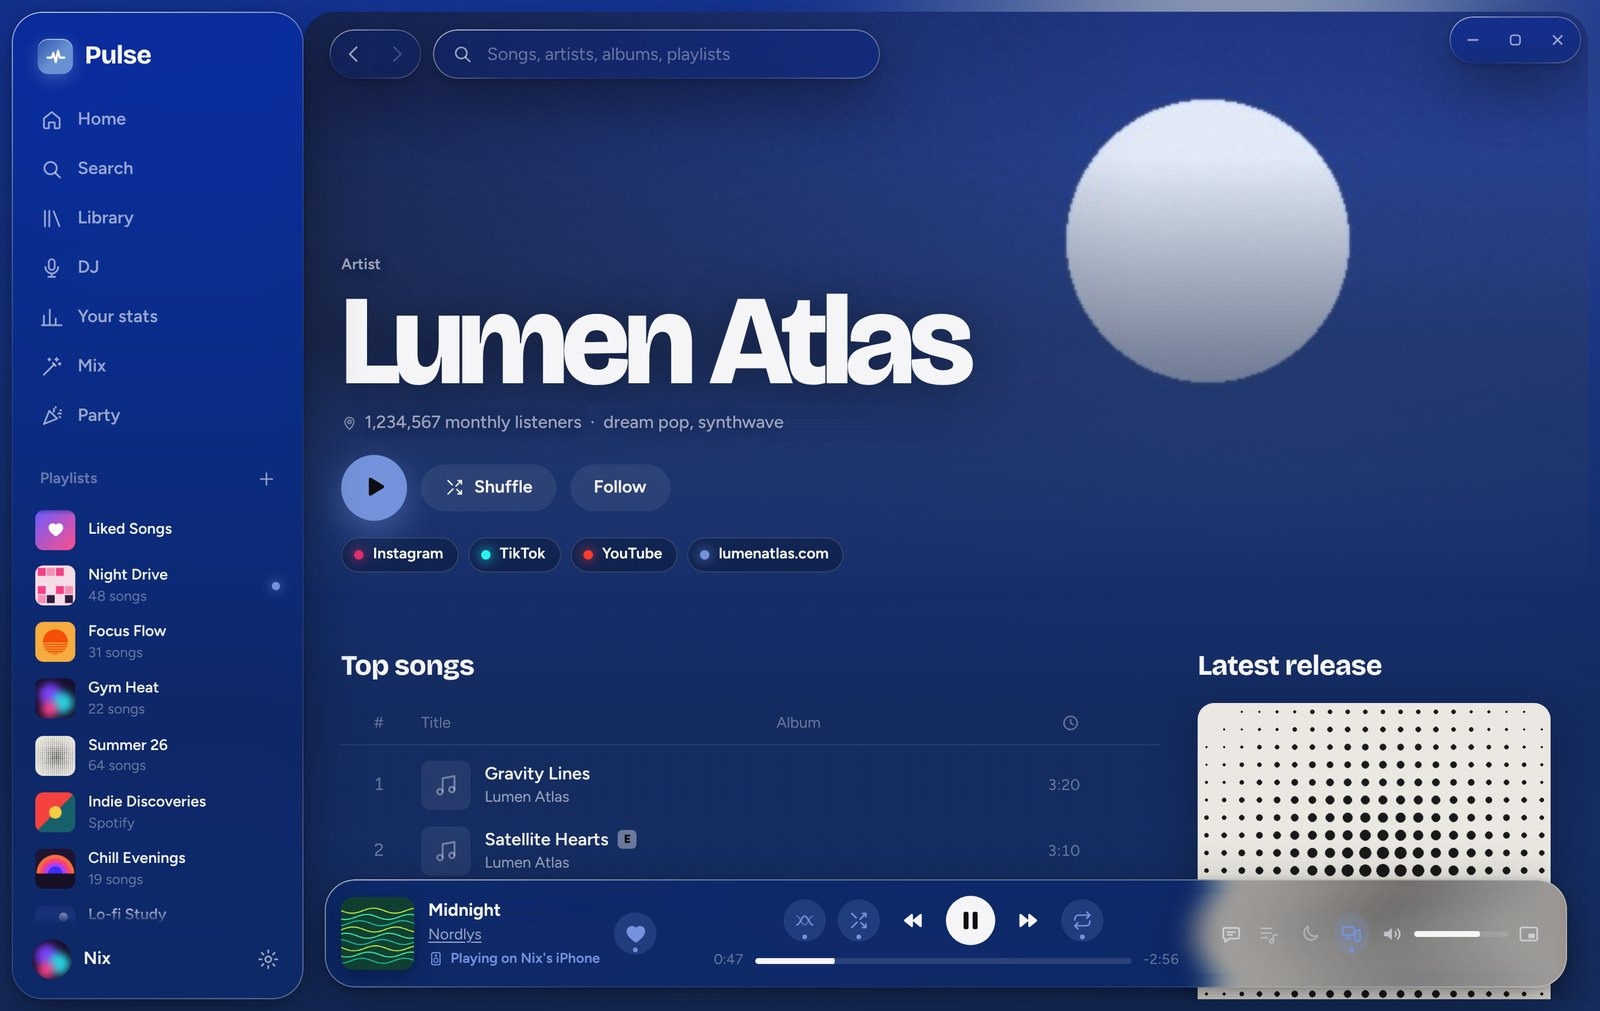 Pulse
Songs, artists, albums, playlists
Home
Search
Library
DJ
Your stats
Mix
Party
Playlists
Liked Songs
Night Drive
48 songs
Focus Flow
31 songs
Gym Heat
22 songs
Summer 26
64 songs
Indie Discoveries
Spotify
Chill Evenings
19 songs
Lo-fi Study
Nix
Artist
Lumen Atlas
1,234,567 monthly listeners · dream pop, synthwave
Shuffle
Follow
Instagram
TikTok
YouTube
lumenatlas.com
Top songs
# Title Album
1
Gravity Lines
Lumen Atlas
3:20
2
Satellite Hearts E
Lumen Atlas
3:10
Latest release
Midnight
Nordlys
Playing on Nix's iPhone
0:47
-2:56